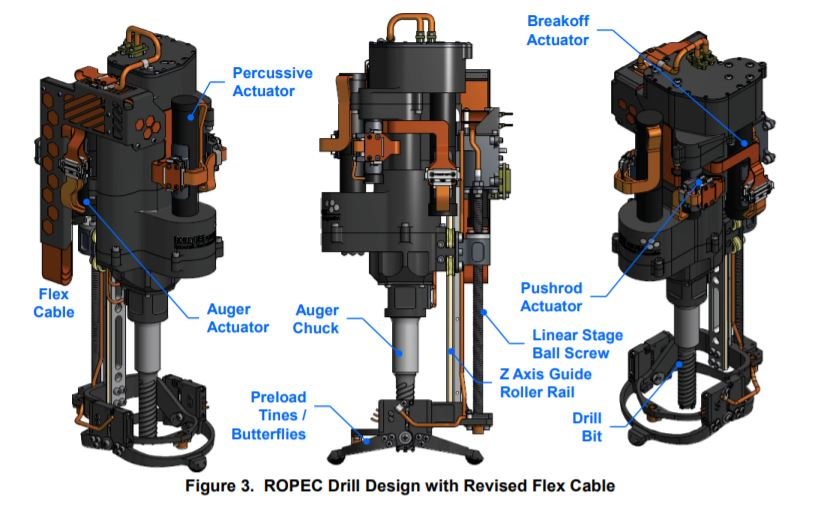 Breakoff
Actuator
Percussive
Actuator
Flex
Cable
Auger
Actuator
Auger
Chuck
Pushrod
Actuator
Linear Stage
Ball Screw
Z Axis Guide
Roller Rail
Preload
Tines /
Butterflies
Drill
Bit
Figure 3. ROPEC Drill Design with Revised Flex Cable